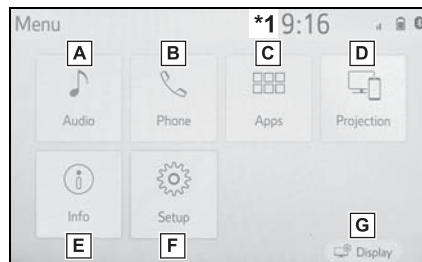 Menu *1 9:16
A B C D
Audio Phone Apps Projection
Info Setup
E F G
Display